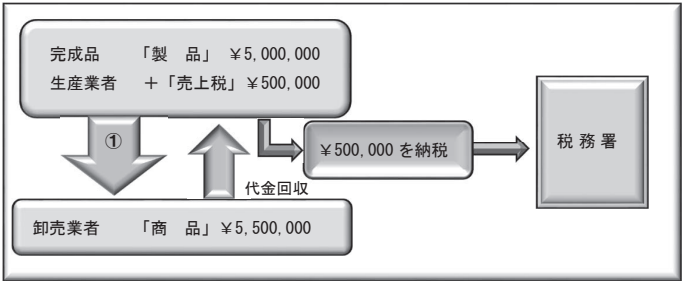 完成品　「製　品」 ￥5,000,000
生産業者　＋「売上税」￥500,000
①
￥500,000 を納税
税 務 署
代金回収
卸売業者　「商　品」￥5,500,000